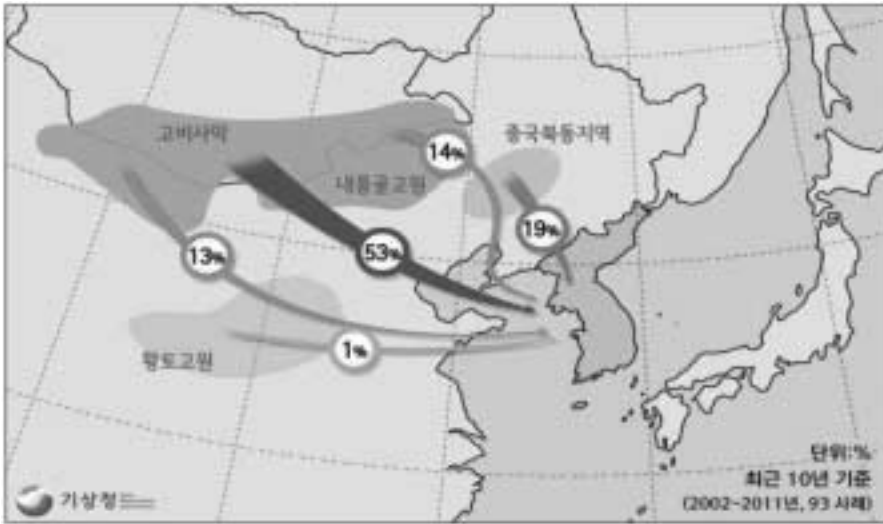 고비사막
중국북동지역
14%
내몽골고원
19%
13%
53%
1%
황토고원
단위:%
최근 10년 기준
(2002~2011년, 93 사례)
기상청